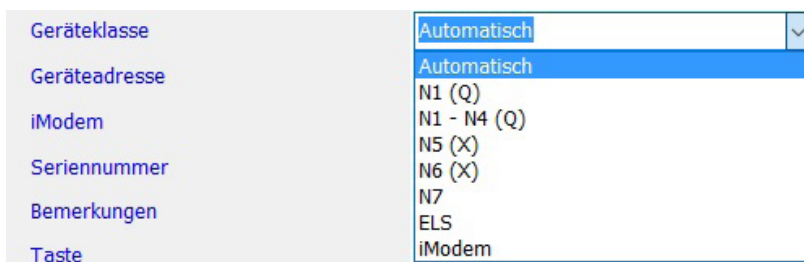 Geräteklasse
Automatisch
Geräteadresse
Automatisch
N1 (Q)
iModem
N1 - N4 (Q)
N5 (X)
Seriennummer
N6 (X)
N7
Bemerkungen
ELS
Taste
iModem